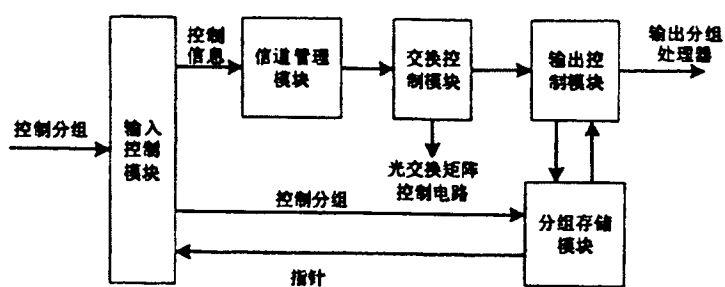 控制
信息
信道管理
模块
交换控
制模块
输出控
制模块
输出分组
处理器
控制分组
输入
控制
模块
光交换矩阵
控制电路
控制分组
分组存储
模块
指针